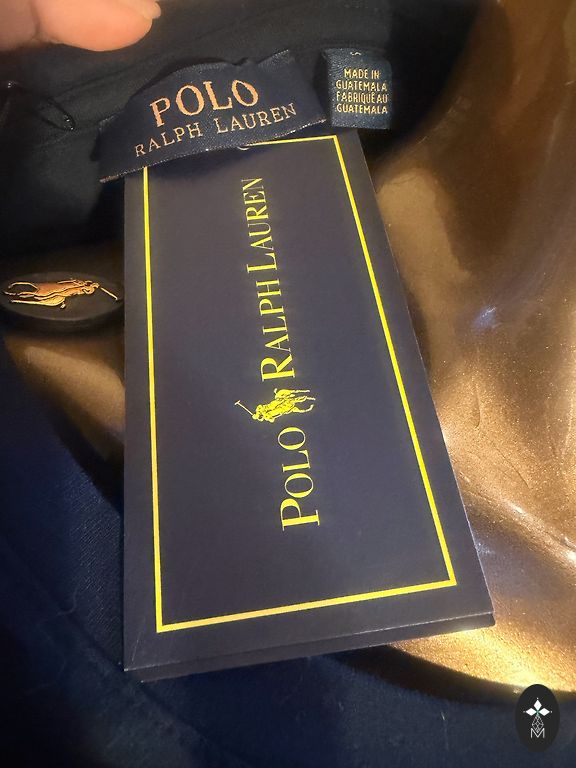 POLO
RALPH LAUREN
MADE IN
GUATEMALA
FABRIQUÉ AU
GUATEMALA
POLO RALPH LAUREN
M